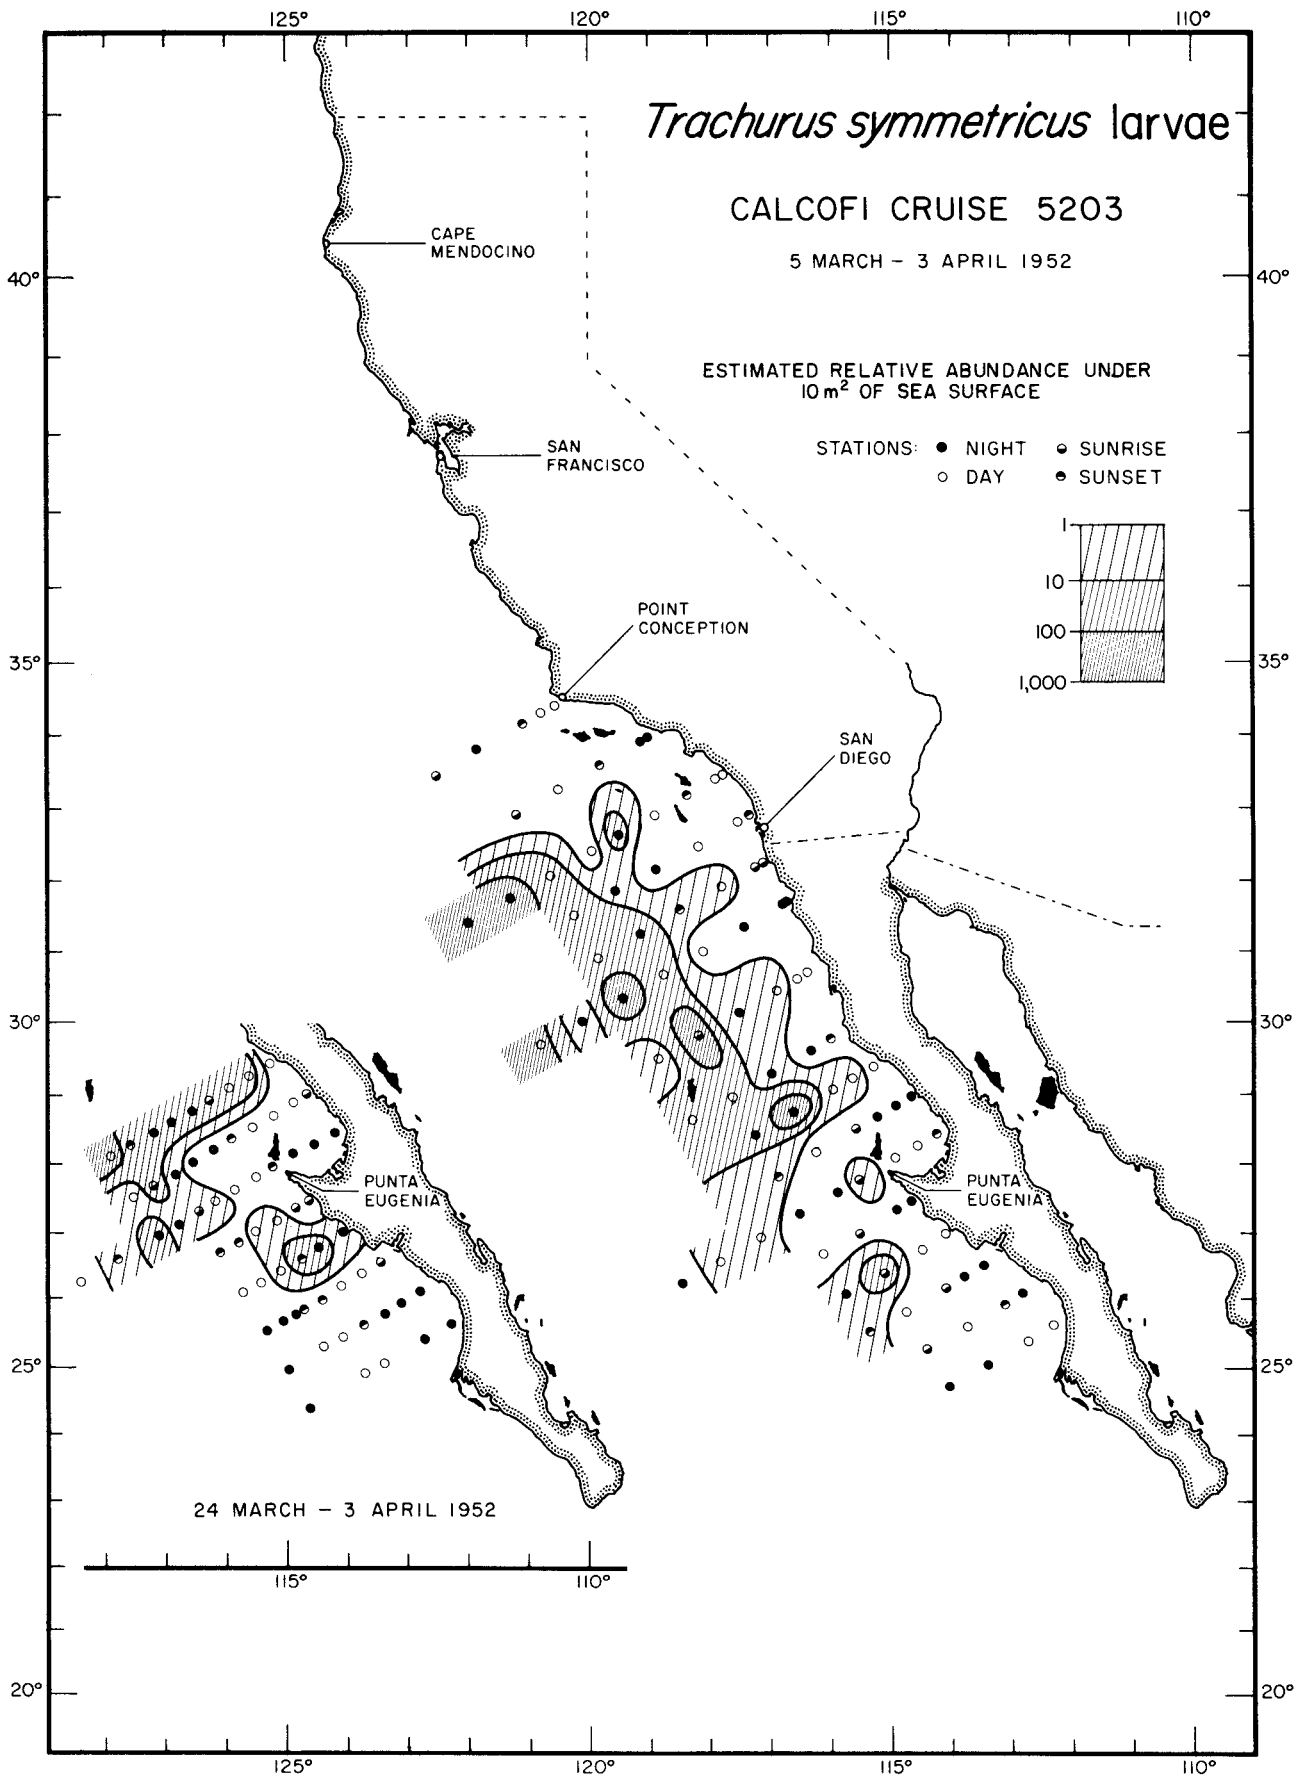 125° 120° 115° 110°
Trachurus symmetricus larvae
CALCOFI CRUISE 5203
5 MARCH – 3 APRIL 1952
CAPE
MENDOCINO
40° 40°
ESTIMATED RELATIVE ABUNDANCE UNDER
10 m² OF SEA SURFACE
STATIONS: NIGHT SUNRISE
DAY SUNSET
SAN
FRANCISCO
1
10
100
1,000
POINT
CONCEPTION
35° 35°
SAN
DIEGO
30° 30°
PUNTA
EUGENIA
PUNTA
EUGENIA
25° 25°
24 MARCH – 3 APRIL 1952
115° 110°
20° 20°
125° 120° 115° 110°